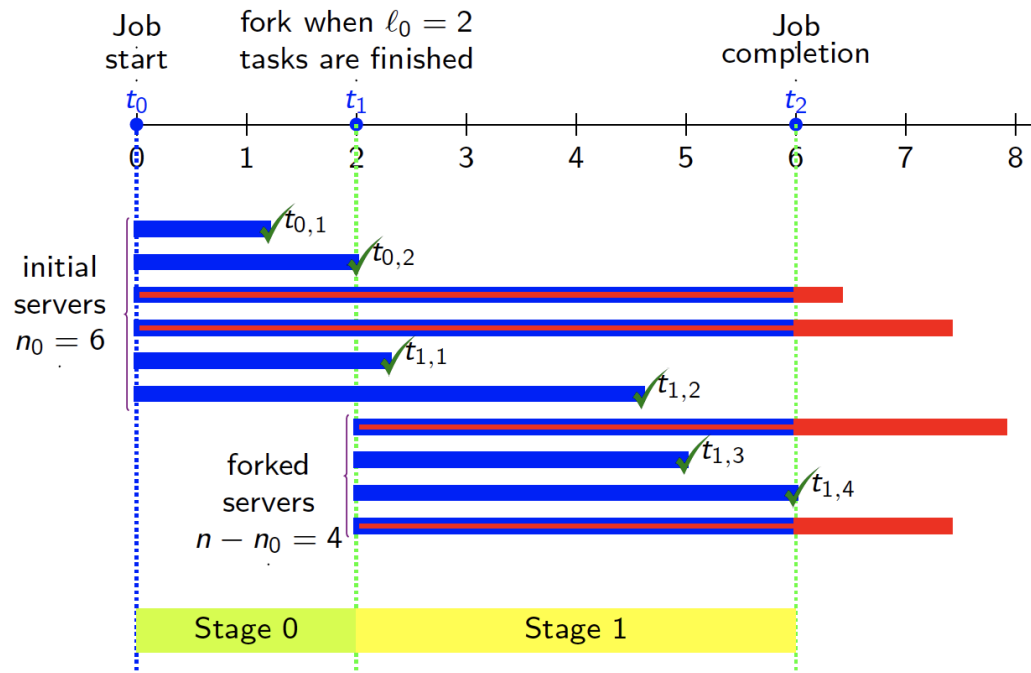 Job
start
fork when ℓ₀ = 2
tasks are finished
Job
completion
t₀
t₁
t₂
0 1 2 3 4 5 6 7 8
t₀,₁
t₀,₂
initial
servers
n₀ = 6
t₁,₁
t₁,₂
forked
servers
n − n₀ = 4
t₁,₃
t₁,₄
Stage 0
Stage 1